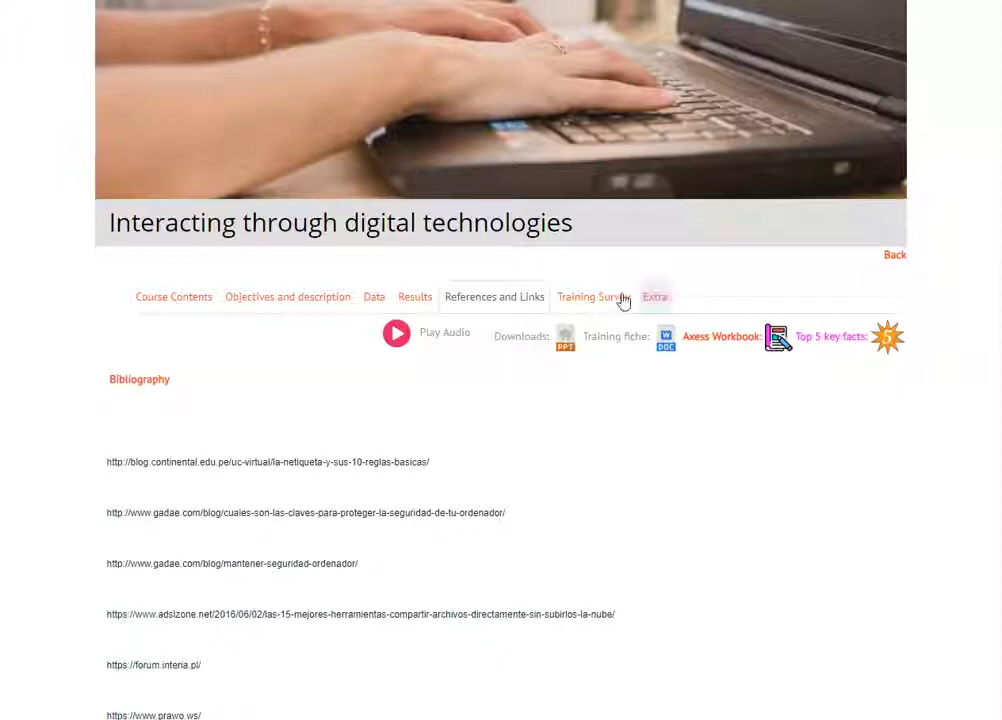 Interacting through digital technologies
Back
Course Contents Objectives and description Data Results References and Links Training Survey Extra
Play Audio Downloads: PPT Training fiche: W DOC Axess Workbook: Top 5 key facts: 5
Bibliography
http://blog.continental.edu.pe/uc-virtual/la-netiqueta-y-sus-10-reglas-basicas/
http://www.gadae.com/blog/cuales-son-las-claves-para-proteger-la-seguridad-de-tu-ordenador/
http://www.gadae.com/blog/mantener-seguridad-ordenador/
https://www.adslzone.net/2016/06/02/las-15-mejores-herramientas-compartir-archivos-directamente-sin-subirlos-la-nube/
https://forum.interia.pl/
https://www.prawo.ws/